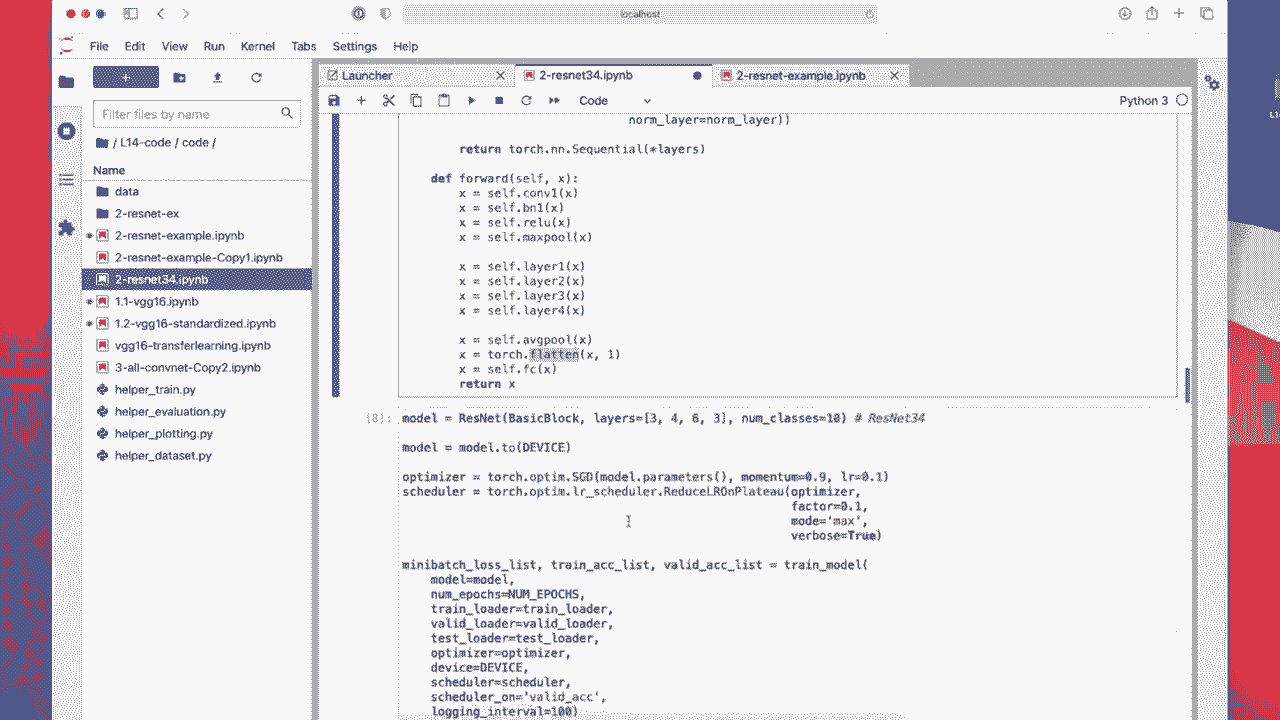 localhost
File Edit View Run Kernel Tabs Settings Help
+
Launcher
2-resnet34.ipynb
2-resnet-example.ipynb
Filter files by name
Code
Python 3
/ L14-code / code /
Name
data
2-resnet-ex
2-resnet-example.ipynb
2-resnet-example-Copy1.ipynb
2-resnet34.ipynb
1.1-vgg16.ipynb
1.2-vgg16-standardized.ipynb
vgg16-transferlearning.ipynb
3-all-convnet-Copy2.ipynb
helper_train.py
helper_evaluation.py
helper_plotting.py
helper_dataset.py
norm_layer=norm_layer))
return torch.nn.Sequential(*layers)
def forward(self, x):
x = self.conv1(x)
x = self.bn1(x)
x = self.relu(x)
x = self.maxpool(x)
x = self.layer1(x)
x = self.layer2(x)
x = self.layer3(x)
x = self.layer4(x)
x = self.avgpool(x)
x = torch.flatten(x, 1)
x = self.fc(x)
return x
[8]: model = ResNet(BasicBlock, layers=[3, 4, 6, 3], num_classes=10) # ResNet34
model = model.to(DEVICE)
optimizer = torch.optim.SGD(model.parameters(), momentum=0.9, lr=0.1)
scheduler = torch.optim.lr_scheduler.ReduceLROnPlateau(optimizer,
factor=0.1,
mode='max',
verbose=True)
minibatch_loss_list, train_acc_list, valid_acc_list = train_model(
model=model,
num_epochs=NUM_EPOCHS,
train_loader=train_loader,
valid_loader=valid_loader,
test_loader=test_loader,
optimizer=optimizer,
device=DEVICE,
scheduler=scheduler,
scheduler_on='valid_acc',
logging_interval=100)